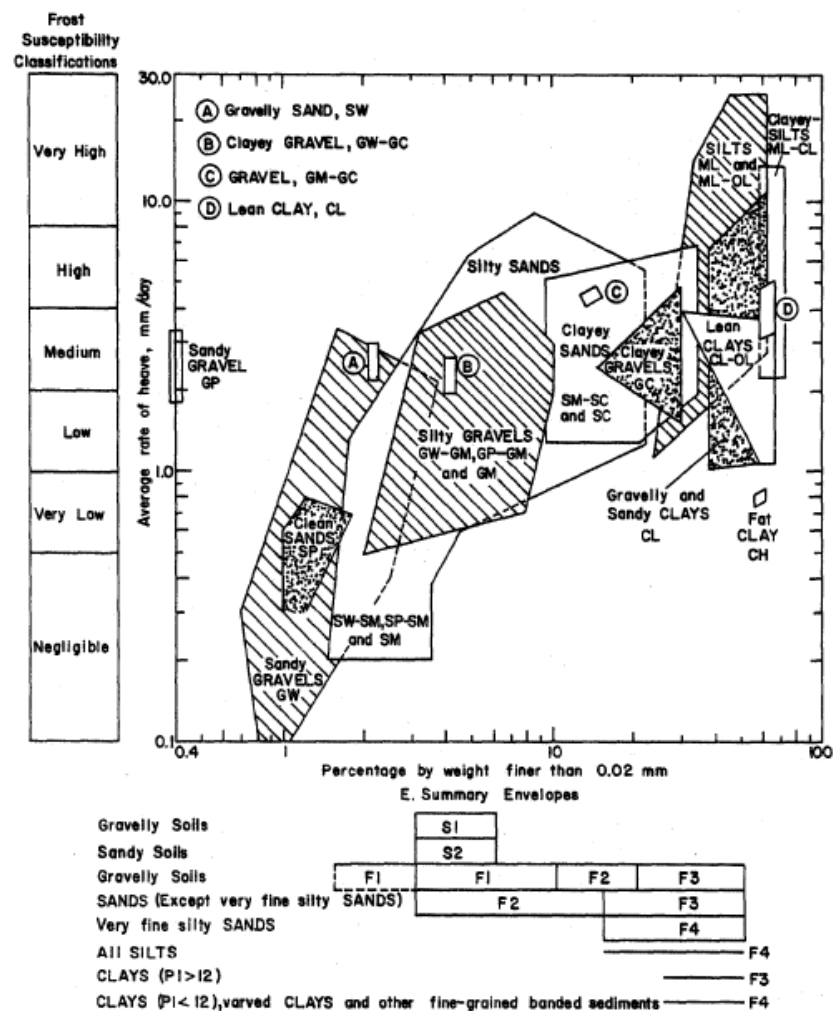 Frost
Susceptibility
Classifications
Very High
High
Medium
Low
Very Low
Negligible
Average rate of heave, mm/day
30.0
10.0
1.0
0.1
Ⓐ Gravelly SAND, SW
Ⓑ Clayey GRAVEL, GW-GC
Ⓒ GRAVEL, GM-GC
Ⓓ Lean CLAY, CL
Clayey-
SILTS
ML-CL
SILTS
ML and
ML-OL
Silty SANDS
Ⓒ
Ⓓ
Sandy
GRAVEL
GP
Ⓐ
Ⓑ
Clayey
SANDS
Clayey
GRAVELS
GC
Lean
CLAYS
CL-OL
SM-SC
and SC
Silty GRAVELS
GW-GM, GP-GM
and GM
Gravelly and
Sandy CLAYS
CL
Fat
CLAY
CH
Clean
SANDS
SP
SW-SM, SP-SM
and SM
Sandy
GRAVELS
GW
0.4
1
10
100
Percentage by weight finer than 0.02 mm
E. Summary Envelopes
Gravelly Soils S1
Sandy Soils S2
Gravelly Soils F1 F1 F2 F3
SANDS (Except very fine silty SANDS) F2 F3
Very fine silty SANDS F4
All SILTS F4
CLAYS (PI>12) F3
CLAYS (PI<12), varved CLAYS and other fine-grained banded sediments F4